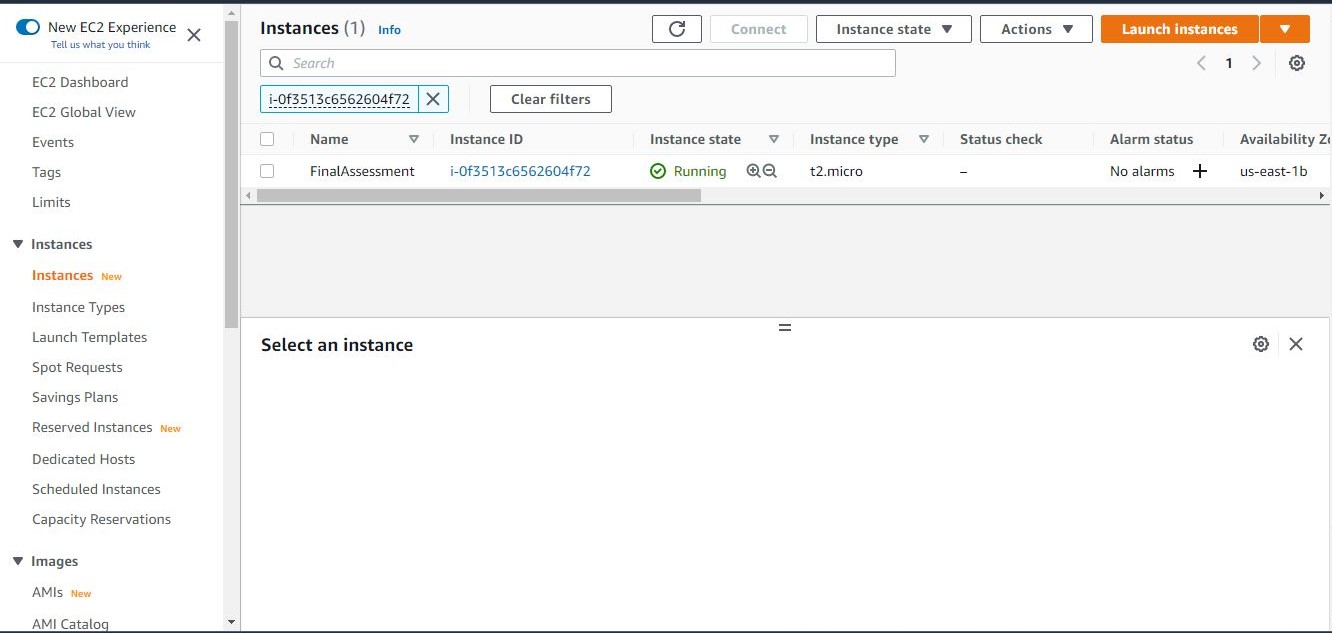 New EC2 Experience
Tell us what you think
EC2 Dashboard
EC2 Global View
Events
Tags
Limits
Instances
Instances New
Instance Types
Launch Templates
Spot Requests
Savings Plans
Reserved Instances New
Dedicated Hosts
Scheduled Instances
Capacity Reservations
Images
AMIs New
AMI Catalog
Instances (1) Info
Connect
Instance state
Actions
Launch instances
Search
1
i-0f3513c6562604f72
Clear filters
Name Instance ID Instance state Instance type Status check Alarm status Availability Zo
FinalAssessment i-0f3513c6562604f72 Running t2.micro – No alarms + us-east-1b
Select an instance